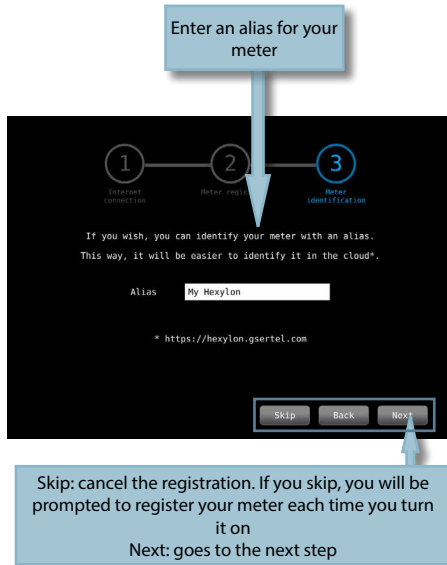 Enter an alias for your
meter
1
2
3
Internet
connection
Meter
Meter
identification
If you wish, you can identify your meter with an alias.
This way, it will be easier to identify it in the cloud*.
Alias
My Hexylon
* https://hexylon.gsertel.com
Skip
Back
Next
Skip: cancel the registration. If you skip, you will be
prompted to register your meter each time you turn
it on
Next: goes to the next step